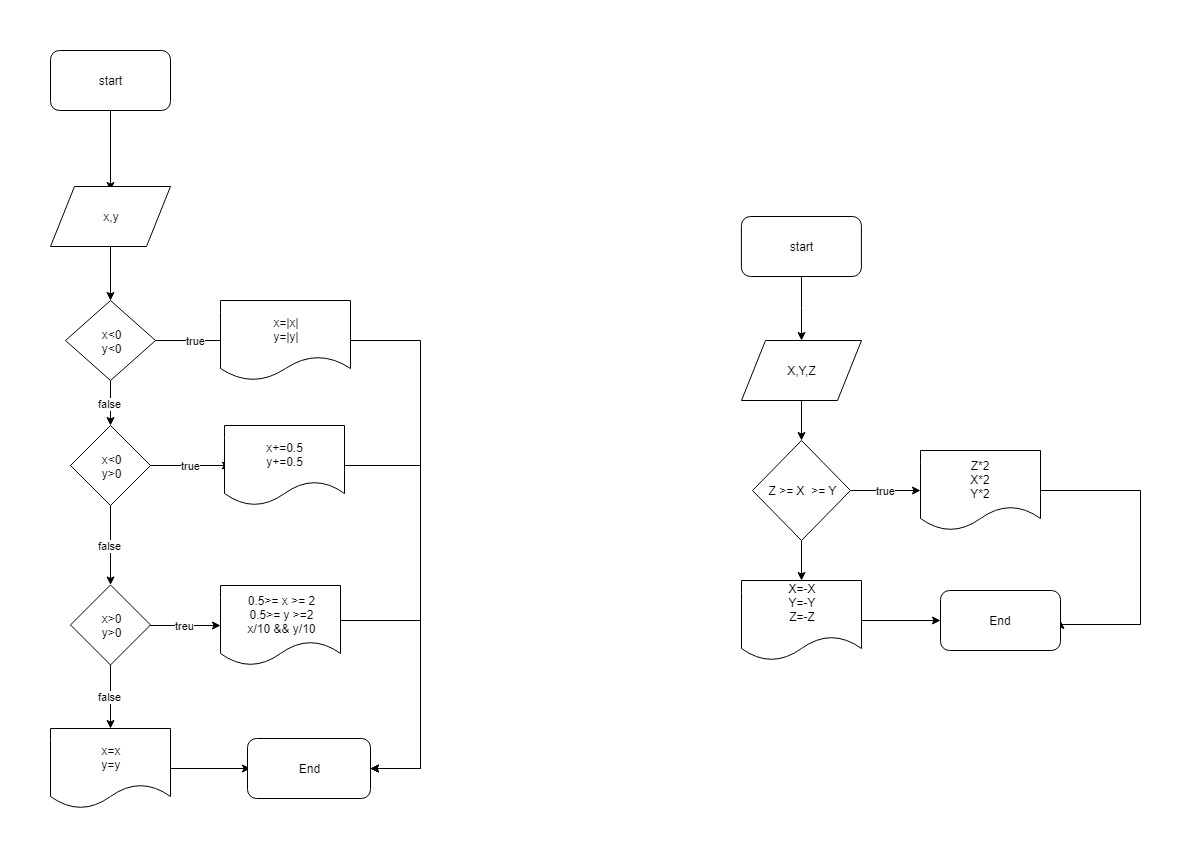 start
x,y
x<0
y<0
true
x=|x|
y=|y|
false
x<0
y>0
true
x+=0.5
y+=0.5
false
x>0
y>0
treu
0.5>= x >= 2
0.5>= y >=2
x/10 && y/10
false
x=x
y=y
End
start
X,Y,Z
Z >= X  >= Y
true
Z*2
X*2
Y*2
X=-X
Y=-Y
Z=-Z
End